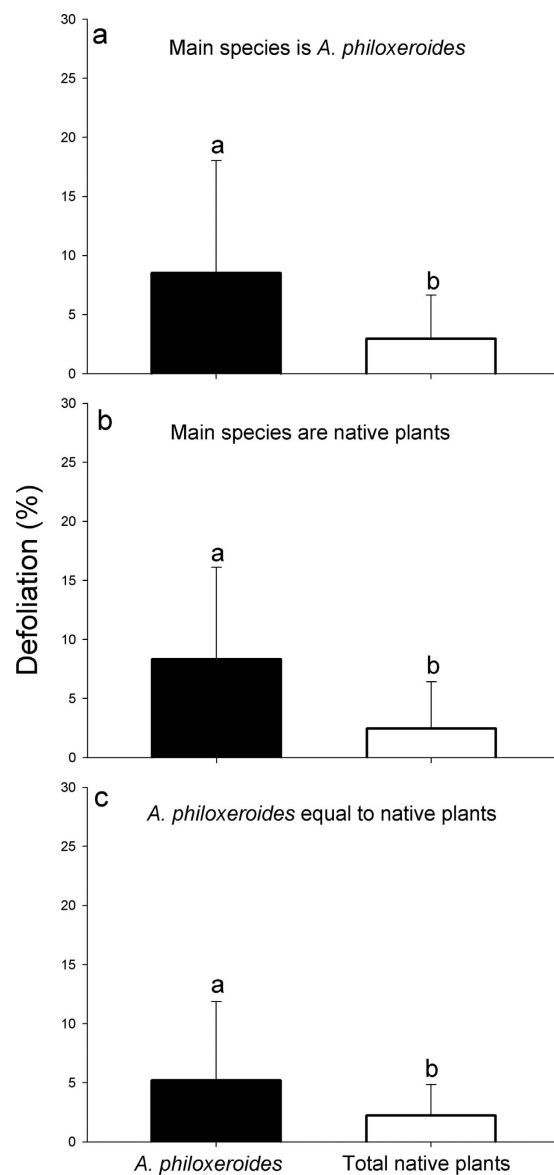 a
Main species is A. philoxeroides
30
25
20
15
10
5
0
a
b
b
Main species are native plants
30
25
20
15
10
5
0
a
b
Defoliation (%)
c
A. philoxeroides equal to native plants
30
25
20
15
10
5
0
a
b
A. philoxeroides Total native plants